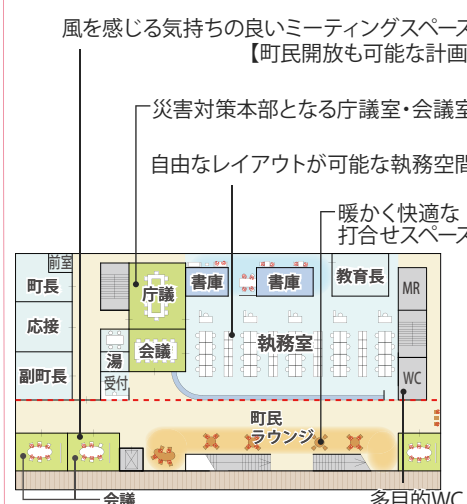 風を感じる気持ちの良いミーティングスペース
【町民開放も可能な計画
災害対策本部となる庁議室・会議室
自由なレイアウトが可能な執務空間
暖かく快適な
打合せスペース
前室
町長
庁議
書庫
書庫
教育長
MR
応接
湯
会議
執務室
副町長
受付
WC
町民
ラウンジ
会議
多目的WC